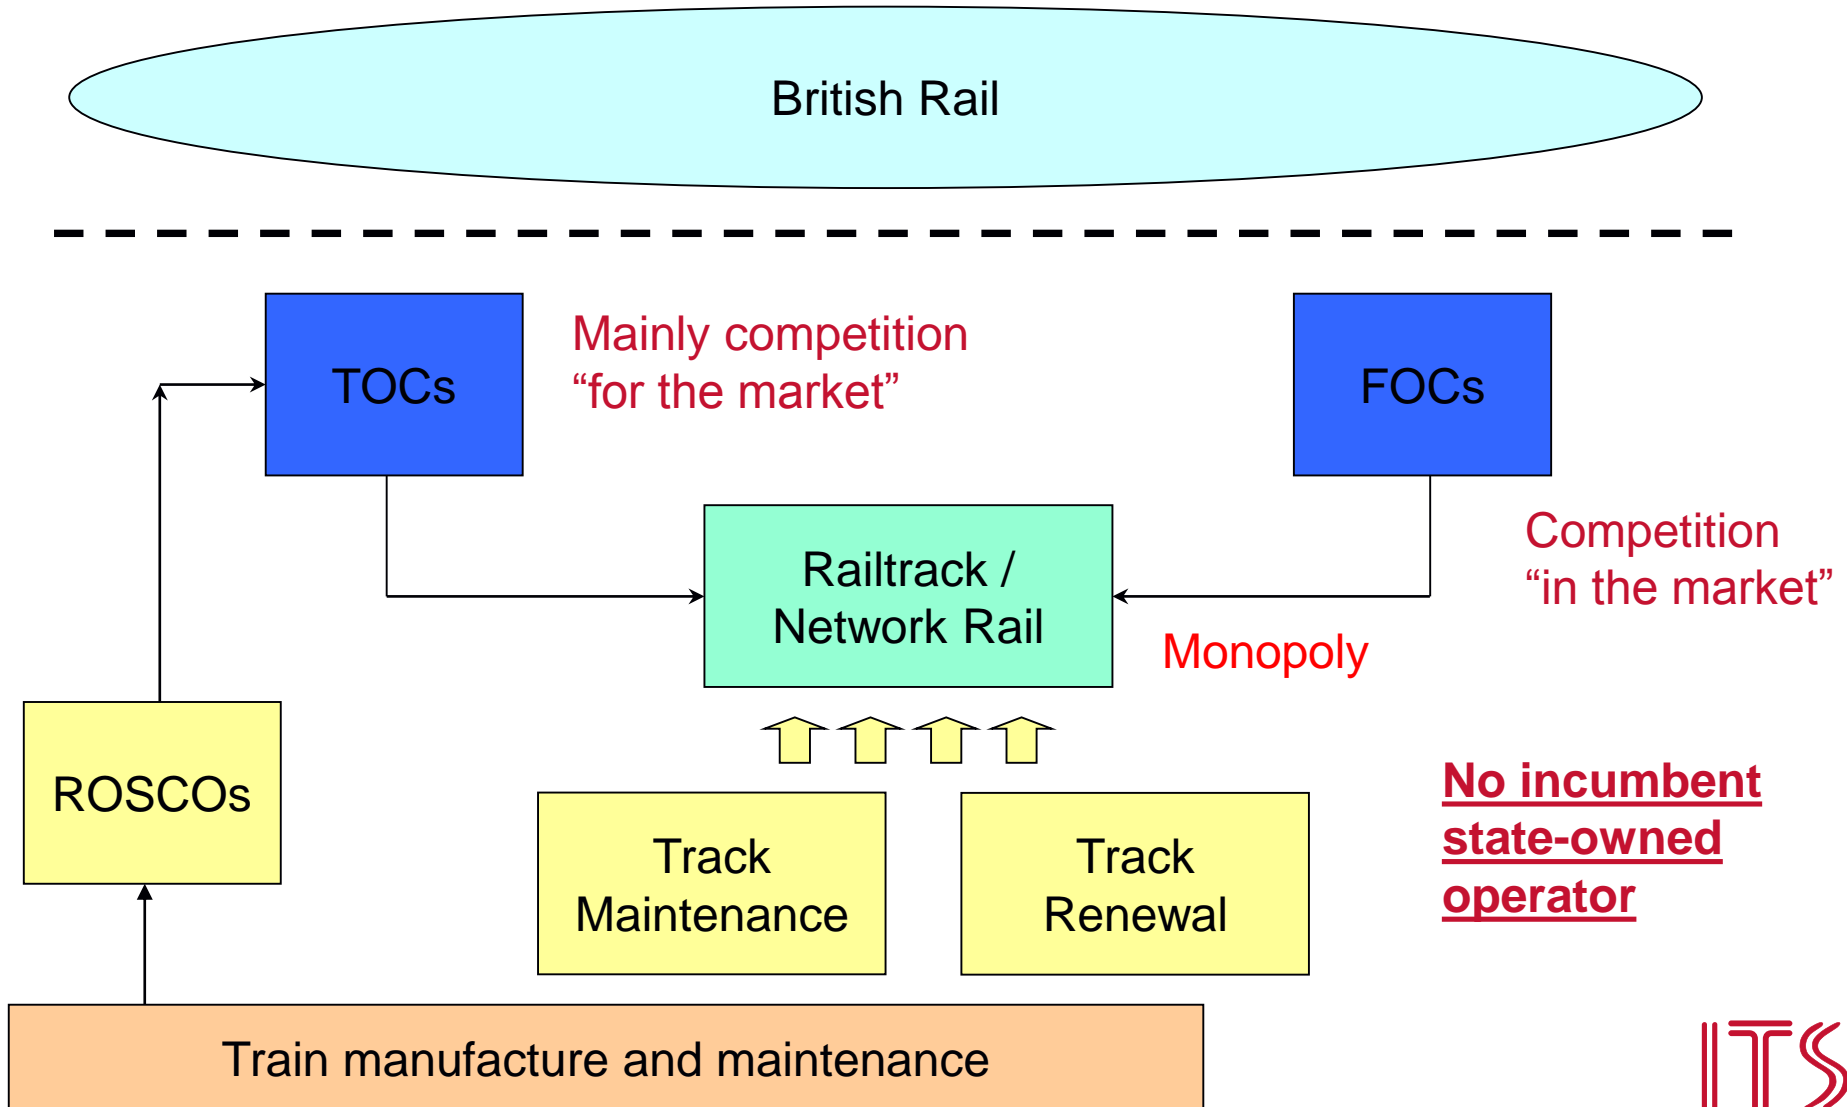 British Rail
TOCs
Mainly competition
“for the market”
FOCs
Railtrack /
Network Rail
Competition
“in the market”
Monopoly
ROSCOs
Track
Maintenance
Track
Renewal
No incumbent
state-owned
operator
Train manufacture and maintenance
ITS